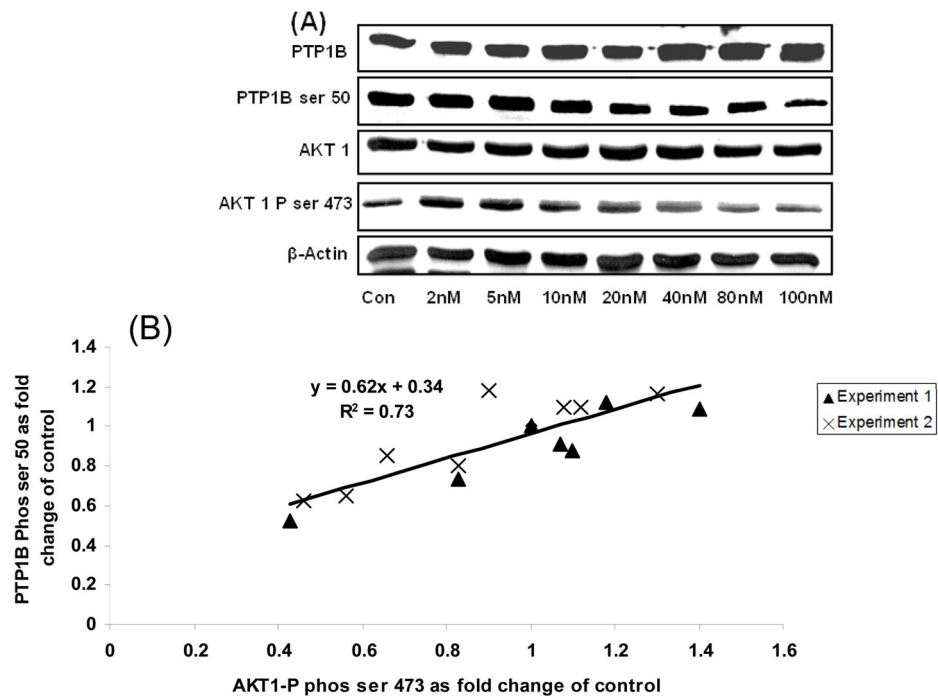 (A)
PTP1B
PTP1B ser 50
AKT 1
AKT 1 P ser 473
β-Actin
Con 2nM 5nM 10nM 20nM 40nM 80nM 100nM
(B)
PTP1B Phos ser 50 as fold
change of control
1.4
1.2
1
0.8
0.6
0.4
0.2
0
y = 0.62x + 0.34
R² = 0.73
Experiment 1
Experiment 2
0 0.2 0.4 0.6 0.8 1 1.2 1.4 1.6
AKT1-P phos ser 473 as fold change of control